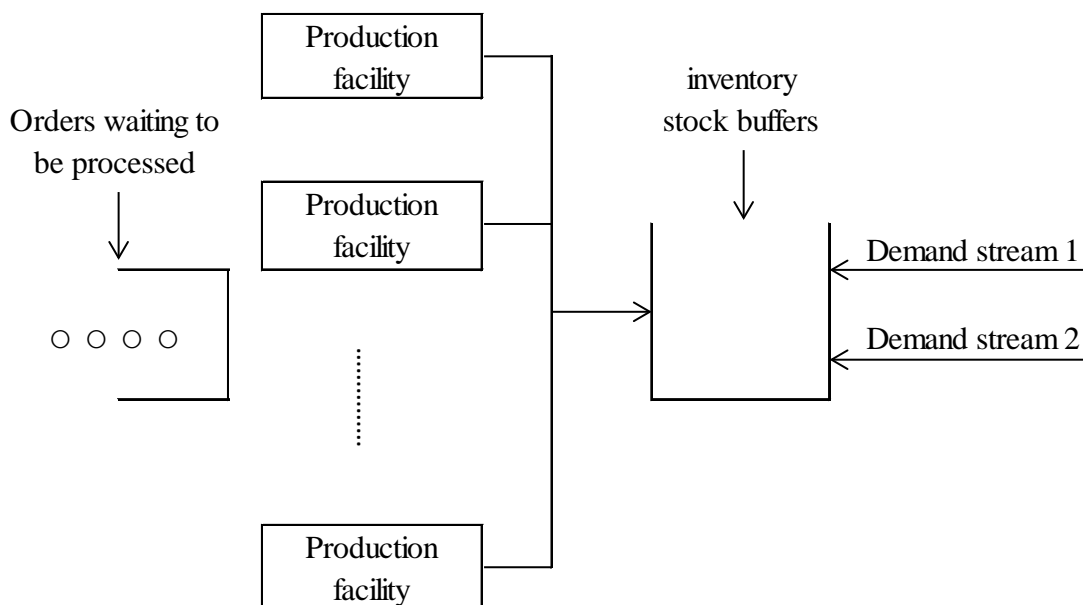 Production
facility
inventory
stock buffers
Orders waiting to
be processed
Production
facility
Demand stream 1
Demand stream 2
Production
facility